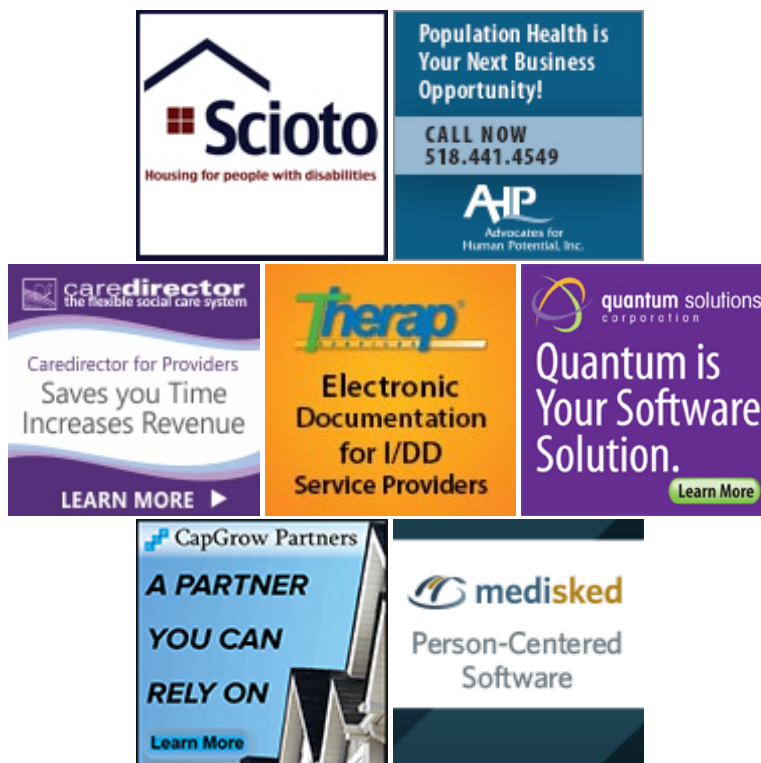 Scioto
Housing for people with disabilities
Population Health is
Your Next Business
Opportunity!
CALL NOW
518.441.4549
AHP
Advocates for
Human Potential, Inc.
caredirector
the flexible social care system
Caredirector for Providers
Saves you Time
Increases Revenue
LEARN MORE
Therap
SERVICES
Electronic
Documentation
for I/DD
Service Providers
quantum solutions
corporation
Quantum is
Your Software
Solution.
Learn More
CapGrow Partners
A PARTNER
YOU CAN
RELY ON
Learn More
medisked
Person-Centered
Software